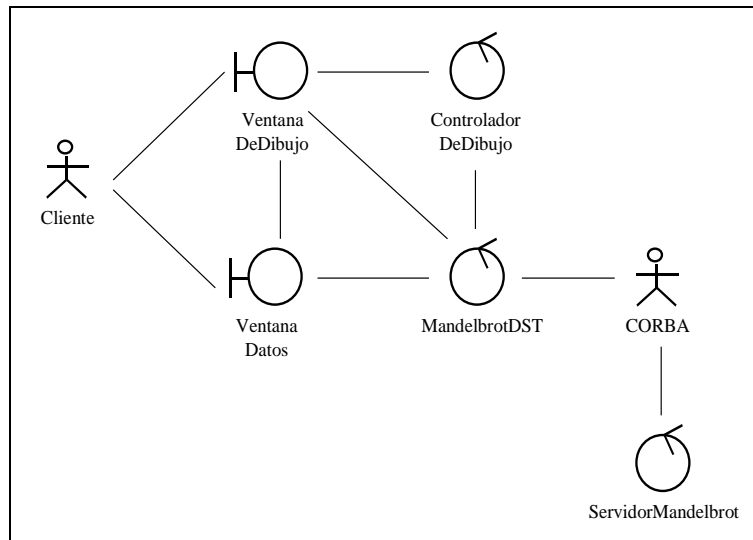 Ventana
DeDibujo
Controlador
DeDibujo
Cliente
Ventana
Datos
MandelbrotDST
CORBA
ServidorMandelbrot